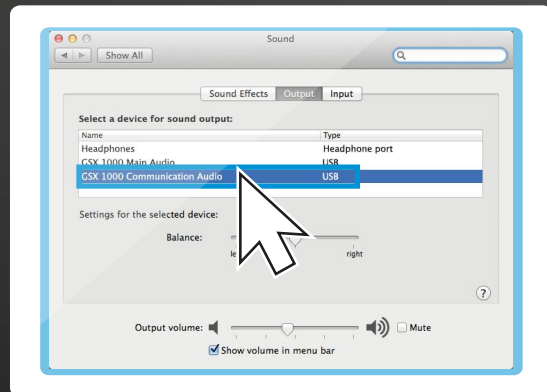 Sound
Show All
Sound Effects Output Input
Select a device for sound output:
Name Type
Headphones Headphone port
GSX 1000 Main Audio USB
GSX 1000 Communication Audio USB
Settings for the selected device:
Balance:
right
Output volume: Mute
Show volume in menu bar
?